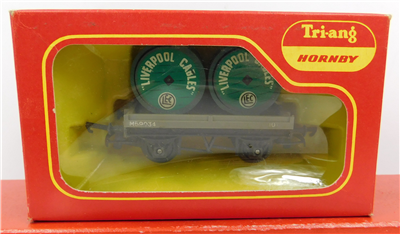 Tri-ang
HORNBY
"LIVERPOOL CABLES"
"LIVERPOOL CABLES"